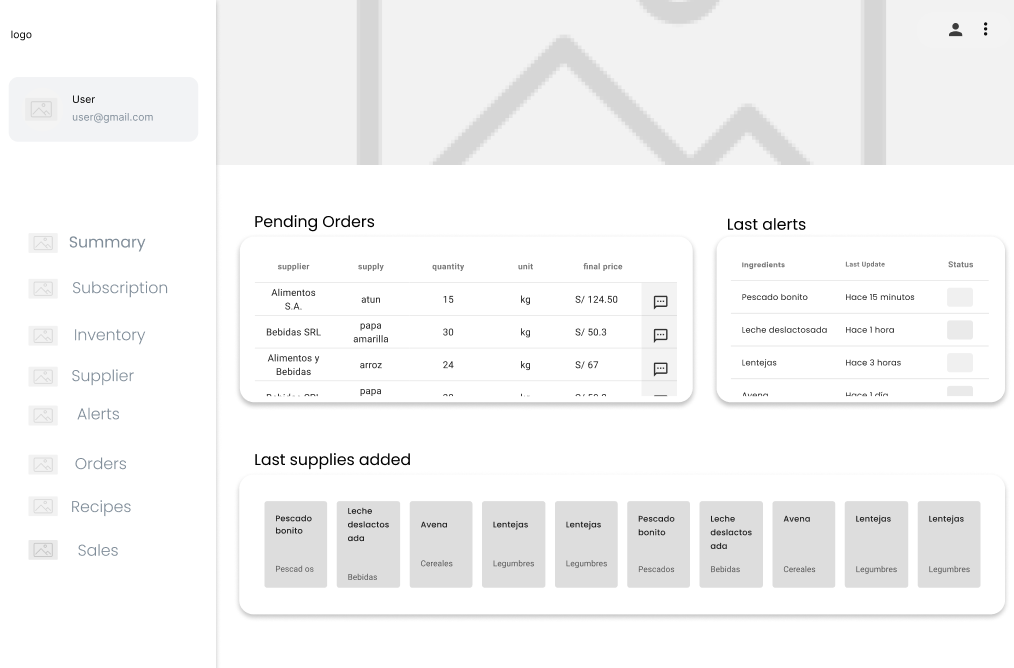 logo
User
user@gmail.com
Summary
Subscription
Inventory
Supplier
Alerts
Orders
Recipes
Sales
Pending Orders
supplier supply quantity unit final price
Alimentos S.A. atun 15 kg S/ 124.50
Bebidas SRL papa amarilla 30 kg S/ 50.3
Alimentos y Bebidas arroz 24 kg S/ 67
papa
Last alerts
Ingredients Last Update Status
Pescado bonito Hace 15 minutos
Leche deslactosada Hace 1 hora
Lentejas Hace 3 horas
Avena Hace 1 día
Last supplies added
Pescado
bonito
Pescad os
Leche
deslactos
ada
Bebidas
Avena
Cereales
Lentejas
Legumbres
Lentejas
Legumbres
Pescado
bonito
Pescados
Leche
deslactos
ada
Bebidas
Avena
Cereales
Lentejas
Legumbres
Lentejas
Legumbres